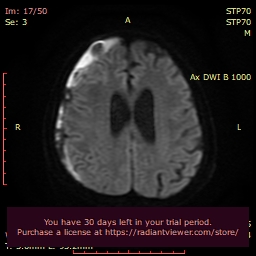 Im: 17/50
Se: 3
A
STP70
STP70
M
Ax DWI B 1000
R
L
You have 30 days left in your trial period.
Purchase a license at https://radiantviewer.com/store/